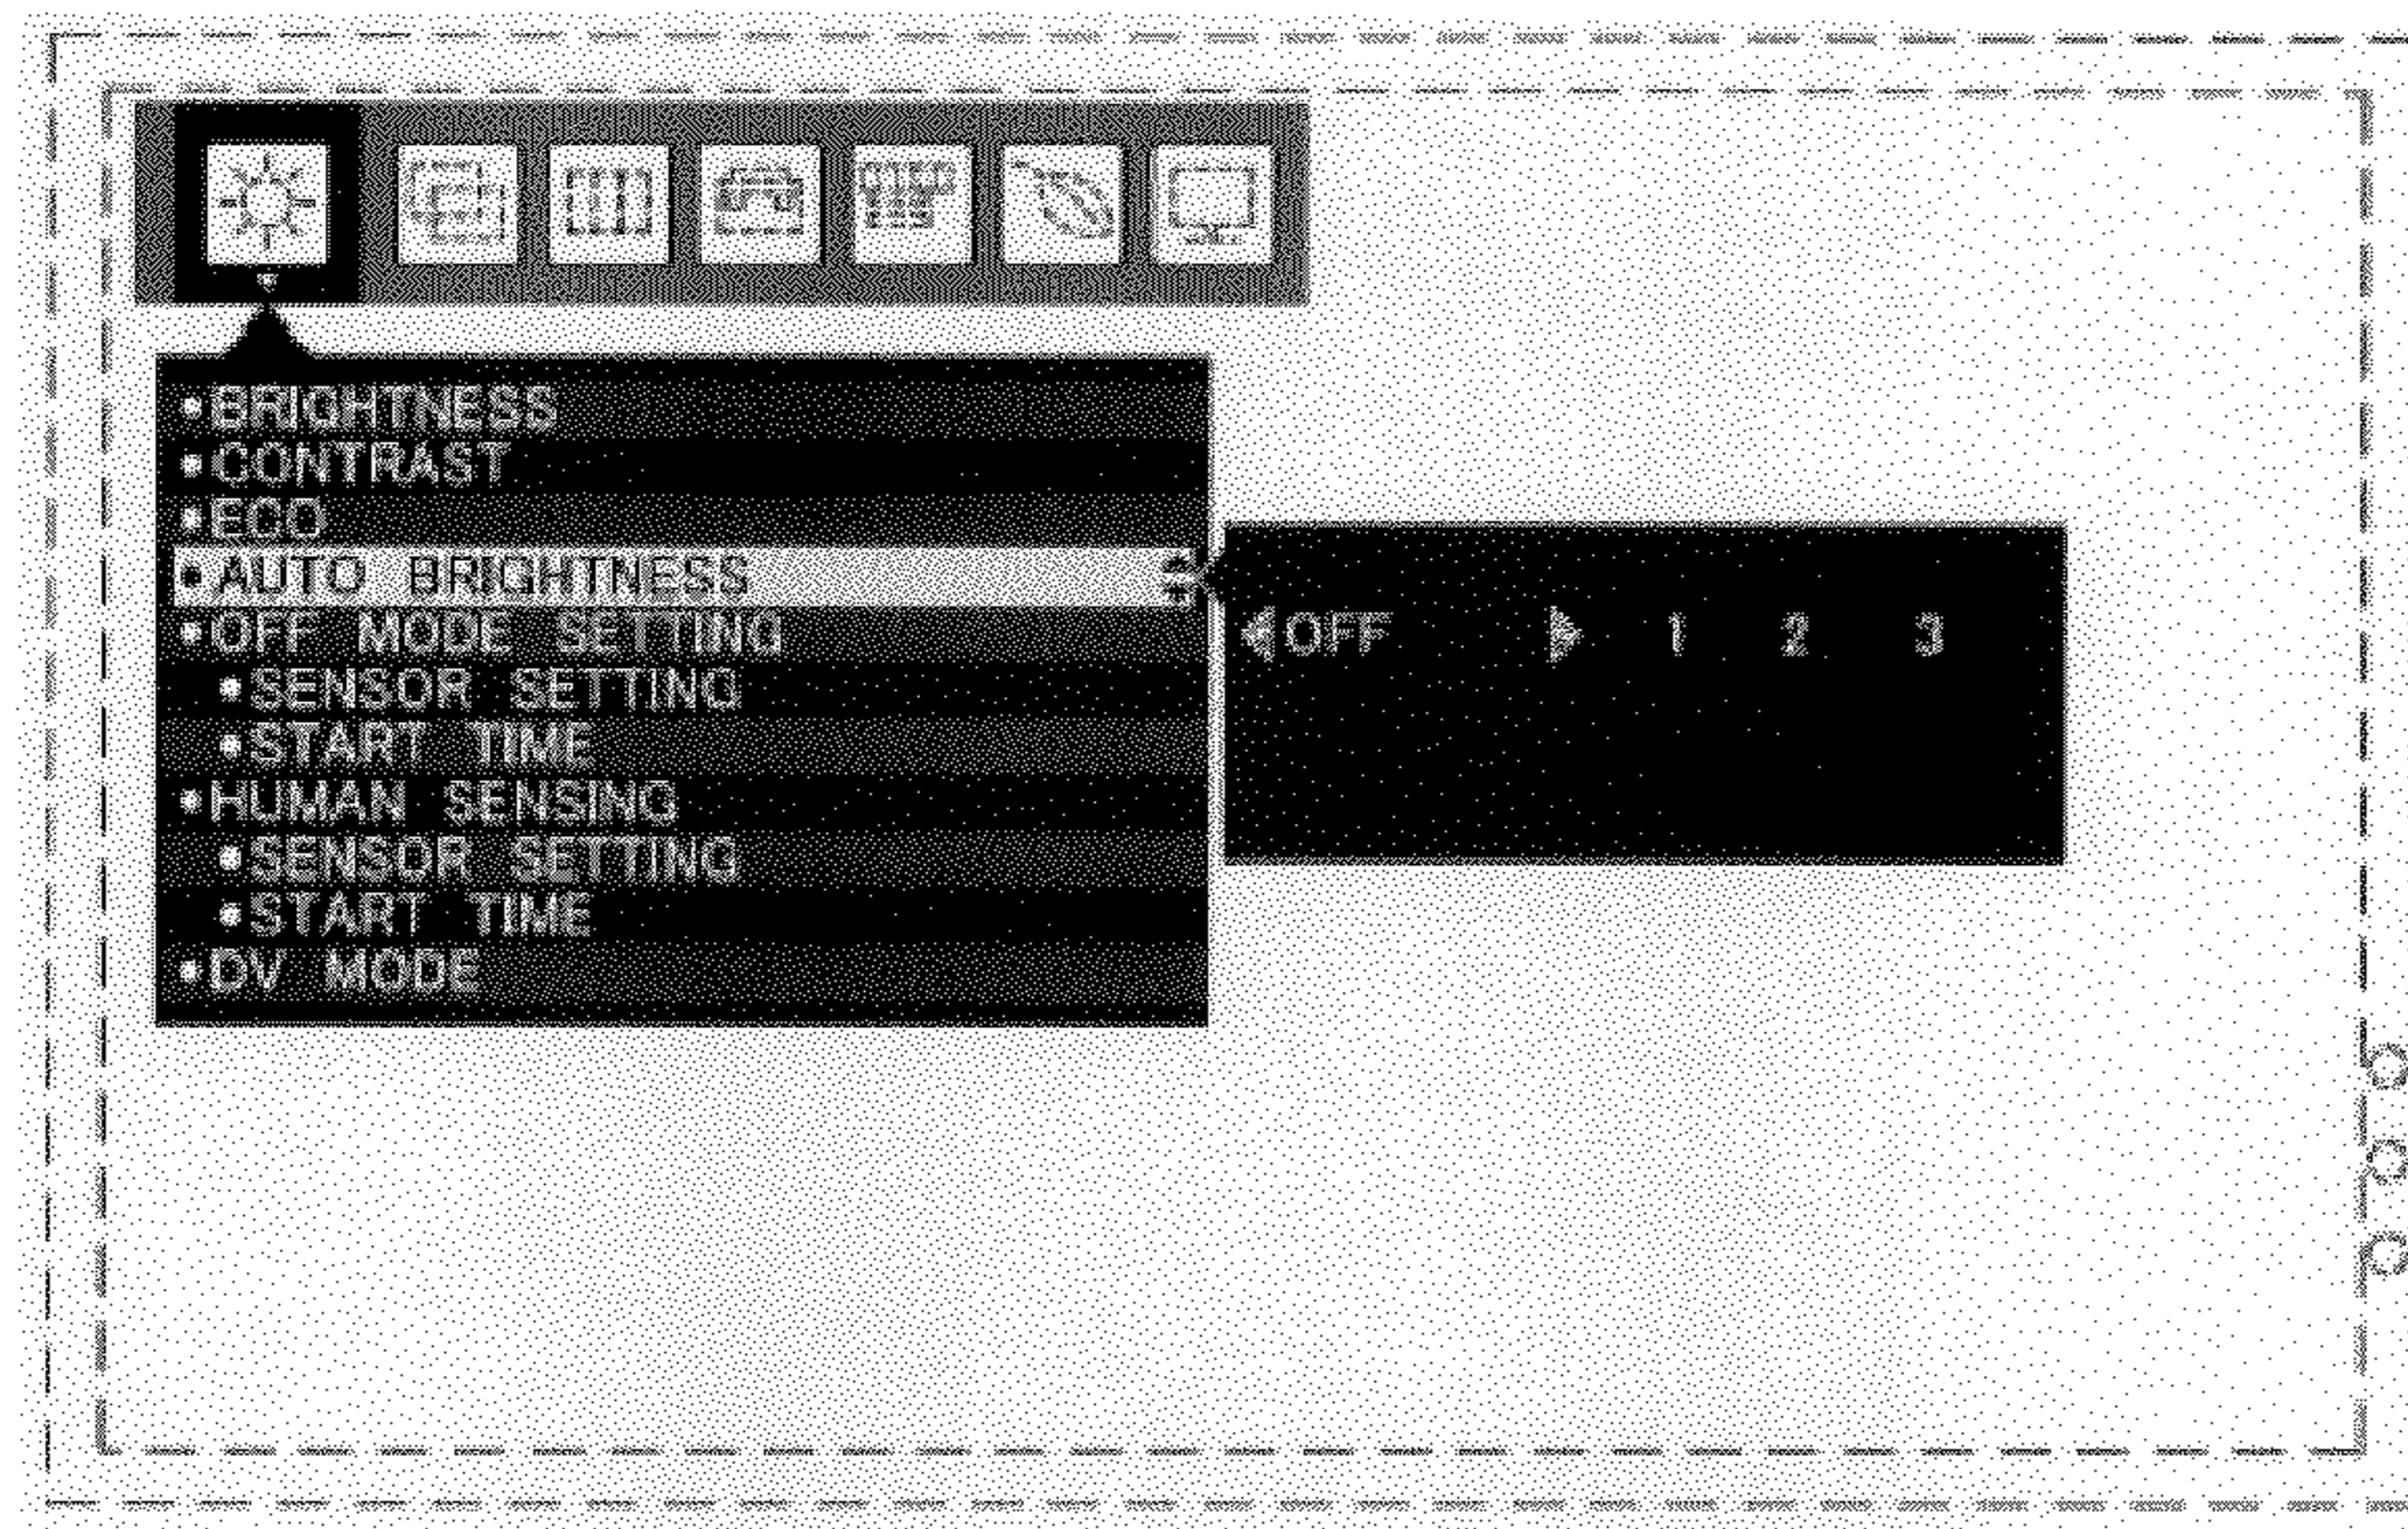 BRIGHTNESS
CONTRAST
ECO
AUTO BRIGHTNESS
OFF 1 2 3
OFF MODE SETTING
SENSOR SETTING
START TIME
HUMAN SENSING
SENSOR SETTING
START TIME
DV MODE